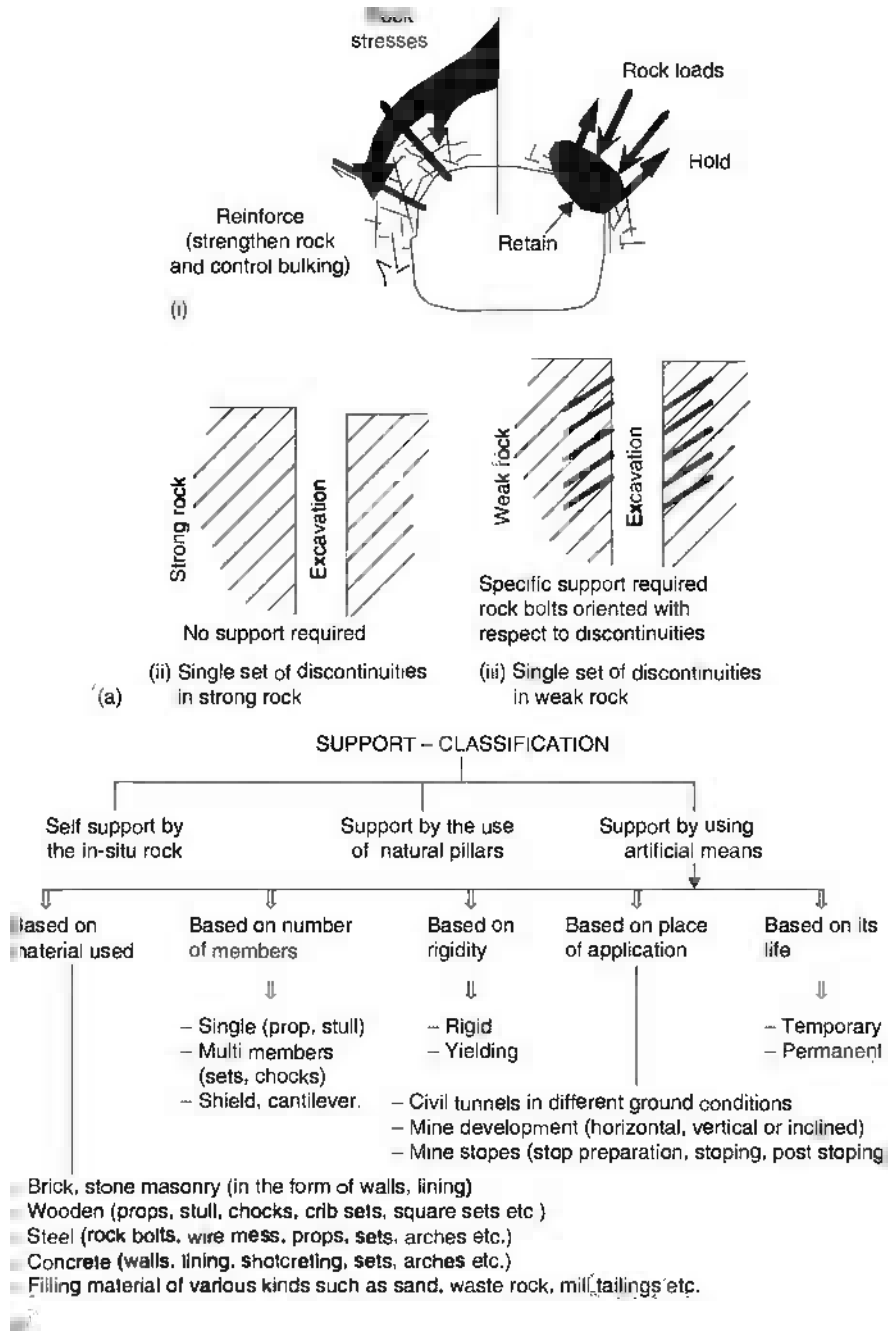 stresses
Rock loads
Hold
Reinforce
(strengthen rock
and control bulking)
Retain
(i)
Strong rock
Excavation
Weak rock
Excavation
No support required
Specific support required
rock bolts oriented with
respect to discontinuities
(ii) Single set of discontinuities
in strong rock
(iii) Single set of discontinuities
in weak rock
(a)
SUPPORT – CLASSIFICATION
Self support by
the in-situ rock
Support by the use
of natural pillars
Support by using
artificial means
Based on
material used
Based on number
of members
Based on
rigidity
Based on place
of application
Based on its
life
– Single (prop, stull)
– Multi members
(sets, chocks)
– Shield, cantilever.
– Rigid
– Yielding
– Temporary
– Permanent
– Civil tunnels in different ground conditions
– Mine development (horizontal, vertical or inclined)
– Mine stopes (stop preparation, stoping, post stoping
– Brick, stone masonry (in the form of walls, lining)
– Wooden (props, stull, chocks, crib sets, square sets etc )
– Steel (rock bolts, wire mess, props, sets, arches etc.)
– Concrete (walls, lining, shotcreting, sets, arches etc.)
– Filling material of various kinds such as sand, waste rock, mill tailings etc.